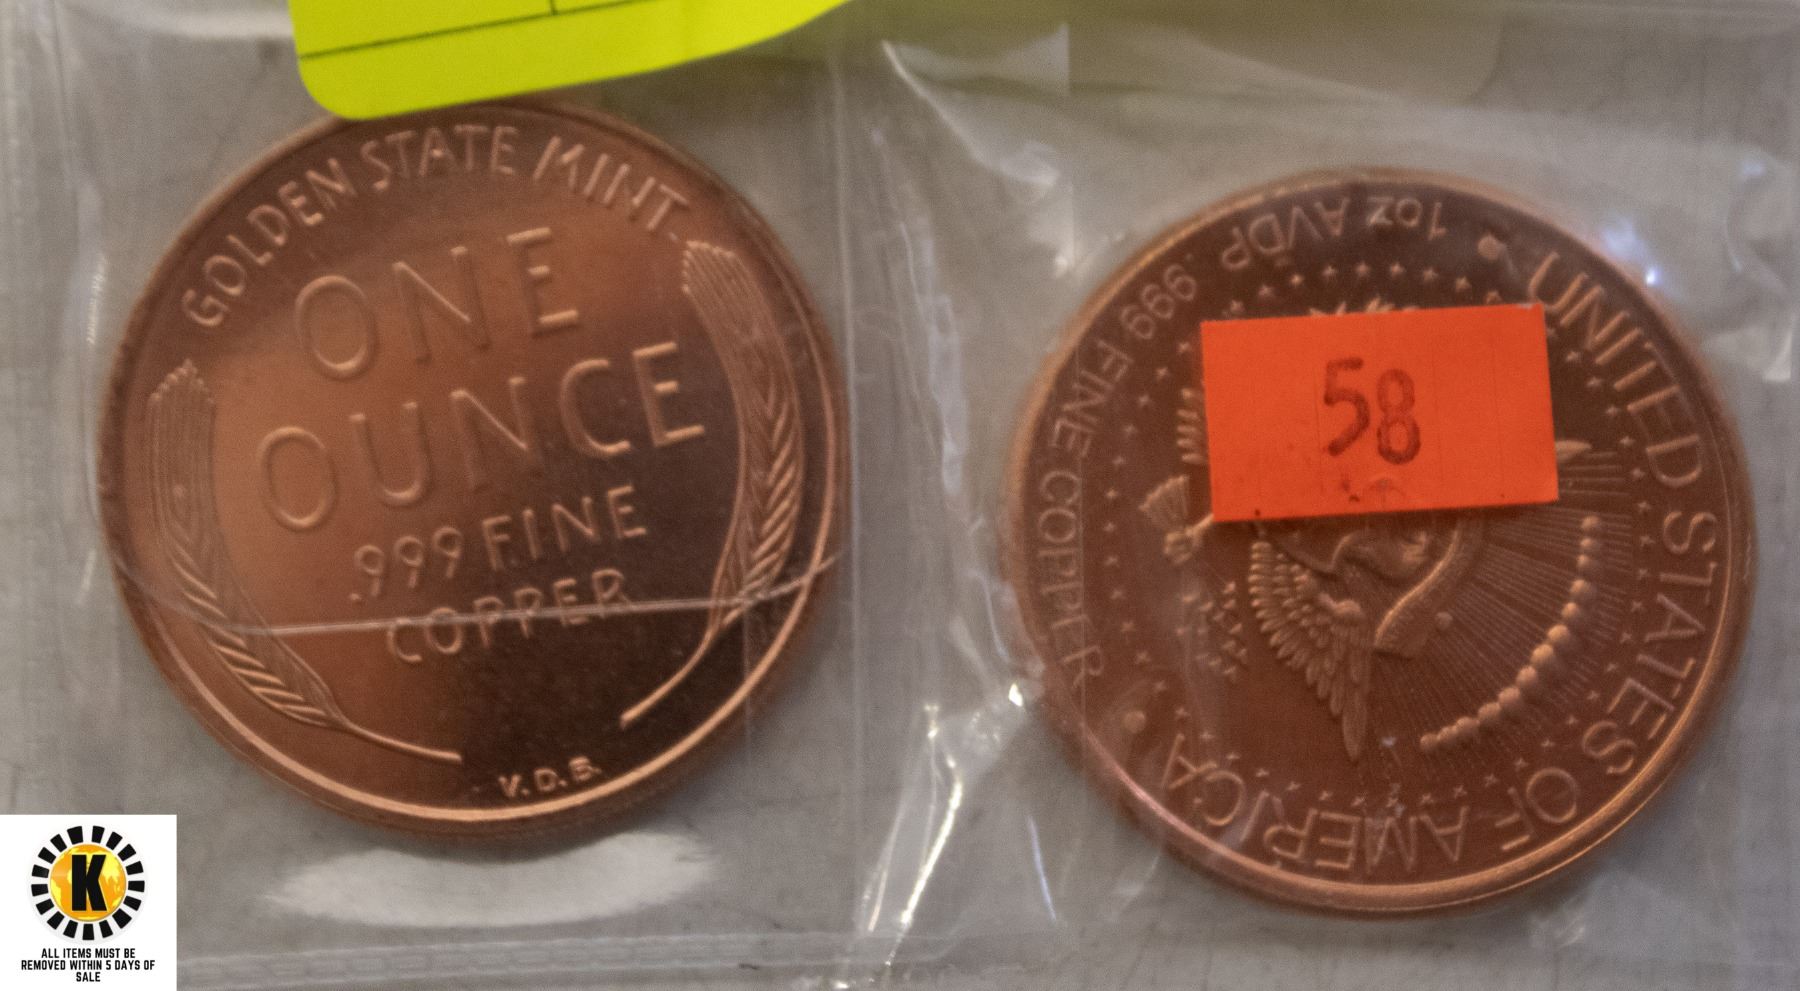 GOLDEN STATE MINT
ONE
OUNCE
.999 FINE
COPPER
V.D.B.
UNITED STATES OF AMERICA
.999 FINE COPPER
1oz AVDP
58
K
ALL ITEMS MUST BE
REMOVED WITHIN 5 DAYS OF
SALE